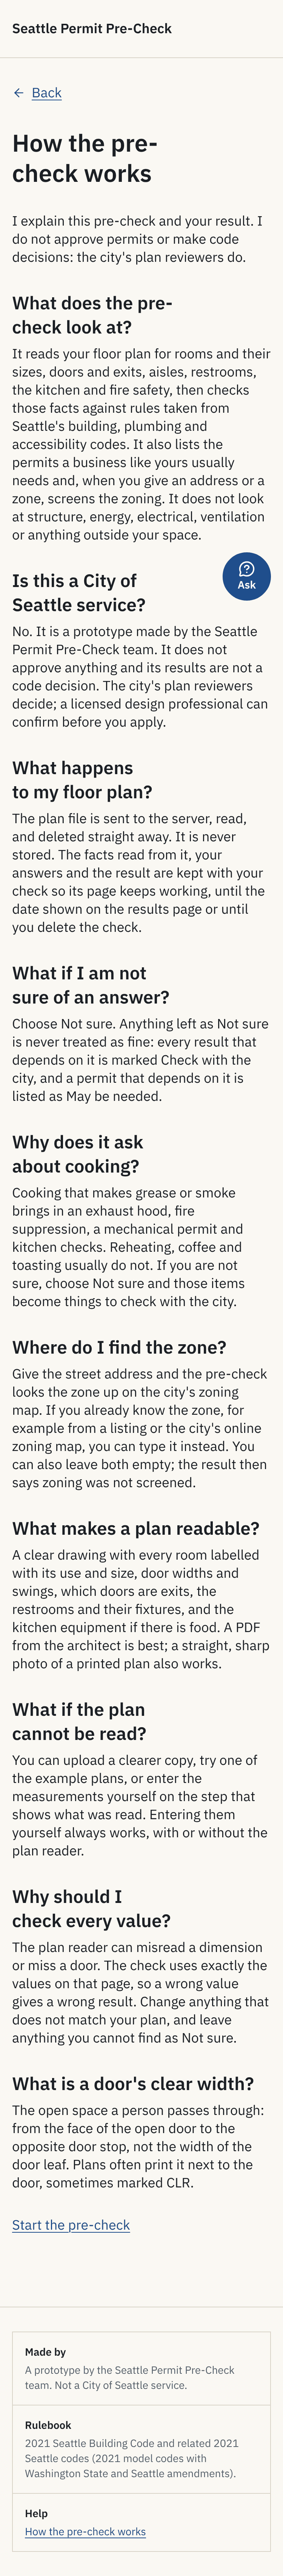 Seattle Permit Pre-Check
← Back
How the pre-
check works
I explain this pre-check and your result. I
do not approve permits or make code
decisions: the city's plan reviewers do.
What does the pre-
check look at?
It reads your floor plan for rooms and their
sizes, doors and exits, aisles, restrooms,
the kitchen and fire safety, then checks
those facts against rules taken from
Seattle's building, plumbing and
accessibility codes. It also lists the
permits a business like yours usually
needs and, when you give an address or a
zone, screens the zoning. It does not look
at structure, energy, electrical, ventilation
or anything outside your space.
Ask
Is this a City of
Seattle service?
No. It is a prototype made by the Seattle
Permit Pre-Check team. It does not
approve anything and its results are not a
code decision. The city's plan reviewers
decide; a licensed design professional can
confirm before you apply.
What happens
to my floor plan?
The plan file is sent to the server, read,
and deleted straight away. It is never
stored. The facts read from it, your
answers and the result are kept with your
check so its page keeps working, until the
date shown on the results page or until
you delete the check.
What if I am not
sure of an answer?
Choose Not sure. Anything left as Not sure
is never treated as fine: every result that
depends on it is marked Check with the
city, and a permit that depends on it is
listed as May be needed.
Why does it ask
about cooking?
Cooking that makes grease or smoke
brings in an exhaust hood, fire
suppression, a mechanical permit and
kitchen checks. Reheating, coffee and
toasting usually do not. If you are not
sure, choose Not sure and those items
become things to check with the city.
Where do I find the zone?
Give the street address and the pre-check
looks the zone up on the city's zoning
map. If you already know the zone, for
example from a listing or the city's online
zoning map, you can type it instead. You
can also leave both empty; the result then
says zoning was not screened.
What makes a plan readable?
A clear drawing with every room labelled
with its use and size, door widths and
swings, which doors are exits, the
restrooms and their fixtures, and the
kitchen equipment if there is food. A PDF
from the architect is best; a straight, sharp
photo of a printed plan also works.
What if the plan
cannot be read?
You can upload a clearer copy, try one of
the example plans, or enter the
measurements yourself on the step that
shows what was read. Entering them
yourself always works, with or without the
plan reader.
Why should I
check every value?
The plan reader can misread a dimension
or miss a door. The check uses exactly the
values on that page, so a wrong value
gives a wrong result. Change anything that
does not match your plan, and leave
anything you cannot find as Not sure.
What is a door's clear width?
The open space a person passes through:
from the face of the open door to the
opposite door stop, not the width of the
door leaf. Plans often print it next to the
door, sometimes marked CLR.
Start the pre-check
Made by
A prototype by the Seattle Permit Pre-Check
team. Not a City of Seattle service.
Rulebook
2021 Seattle Building Code and related 2021
Seattle codes (2021 model codes with
Washington State and Seattle amendments).
Help
How the pre-check works